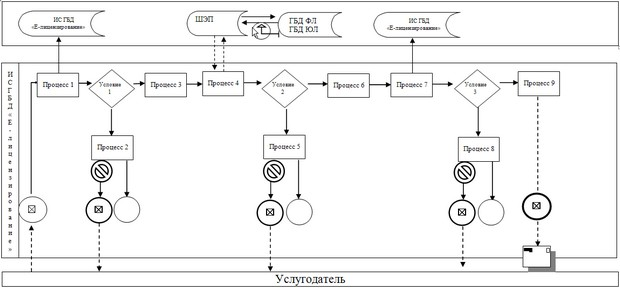 ИС ГБД
«Е-лицензирование»
ШЭП
ГБД ФЛ
ГБД ЮЛ
ИС ГБД
«Е-лицензирование»
ИС ГБД «Е-лицензирование»
Процесс 1
Условие
1
Процесс 3
Процесс 4
Условие
2
Процесс 6
Процесс 7
Условие
3
Процесс 9
Процесс 2
Процесс 5
Процесс 8
Услугодатель